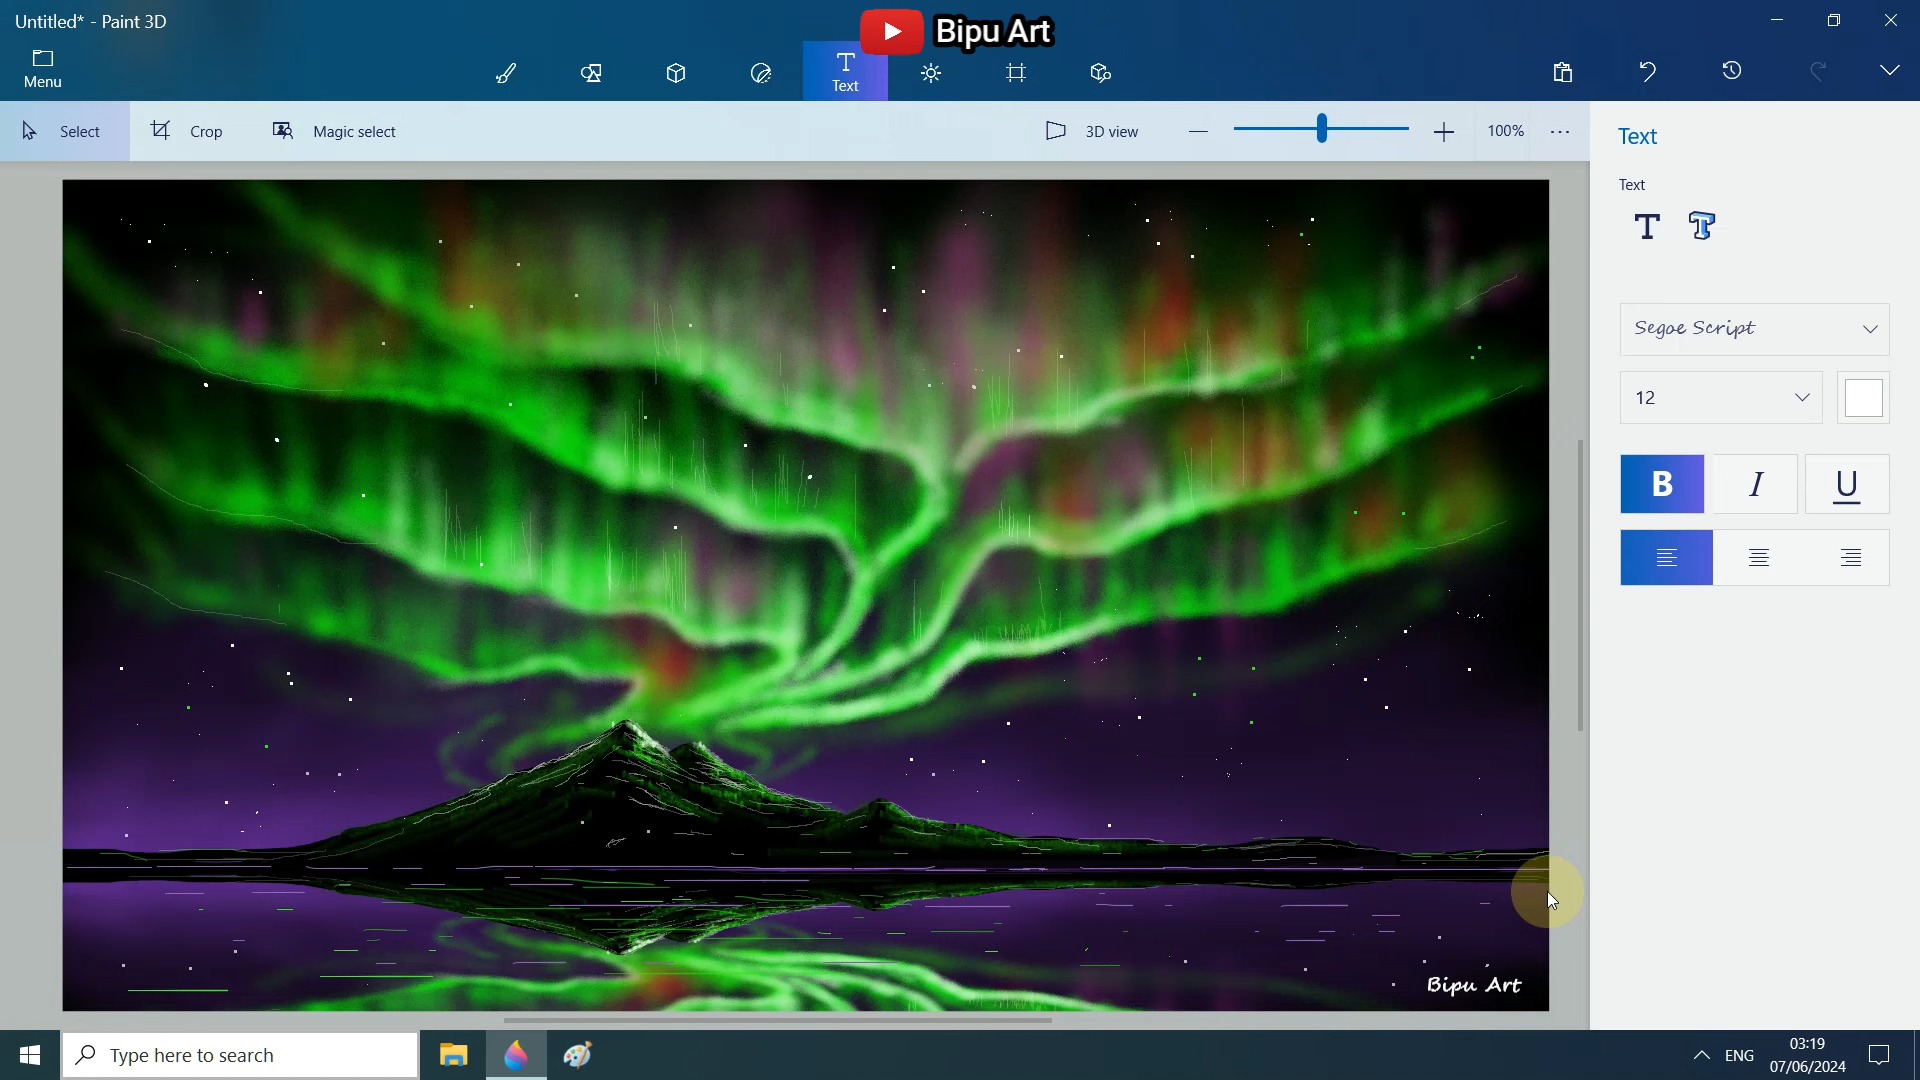 Untitled* - Paint 3D
Bipu Art
Menu
Text
Select
Crop
Magic select
3D view
100%
Text
Text
Segoe Script
12
B
I
U
Bipu Art
Type here to search
ENG
03:19
07/06/2024